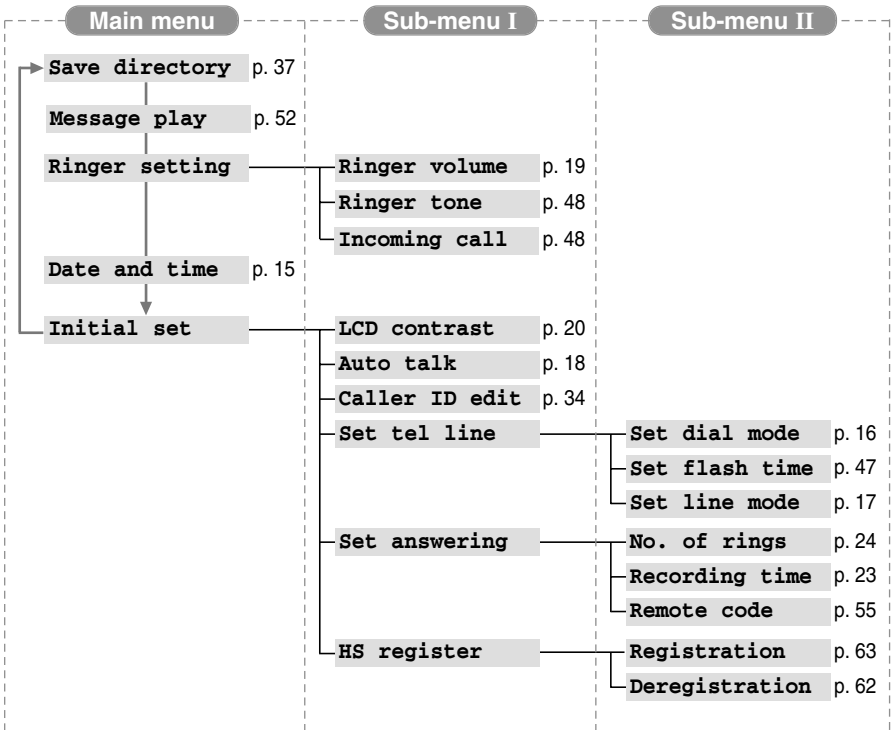 Main menu Sub-menu I Sub-menu II
Save directory p. 37
Message play p. 52
Ringer setting Ringer volume p. 19
Ringer tone p. 48
Incoming call p. 48
Date and time p. 15
Initial set LCD contrast p. 20
Auto talk p. 18
Caller ID edit p. 34
Set tel line Set dial mode p. 16
Set flash time p. 47
Set line mode p. 17
Set answering No. of rings p. 24
Recording time p. 23
Remote code p. 55
HS register Registration p. 63
Deregistration p. 62